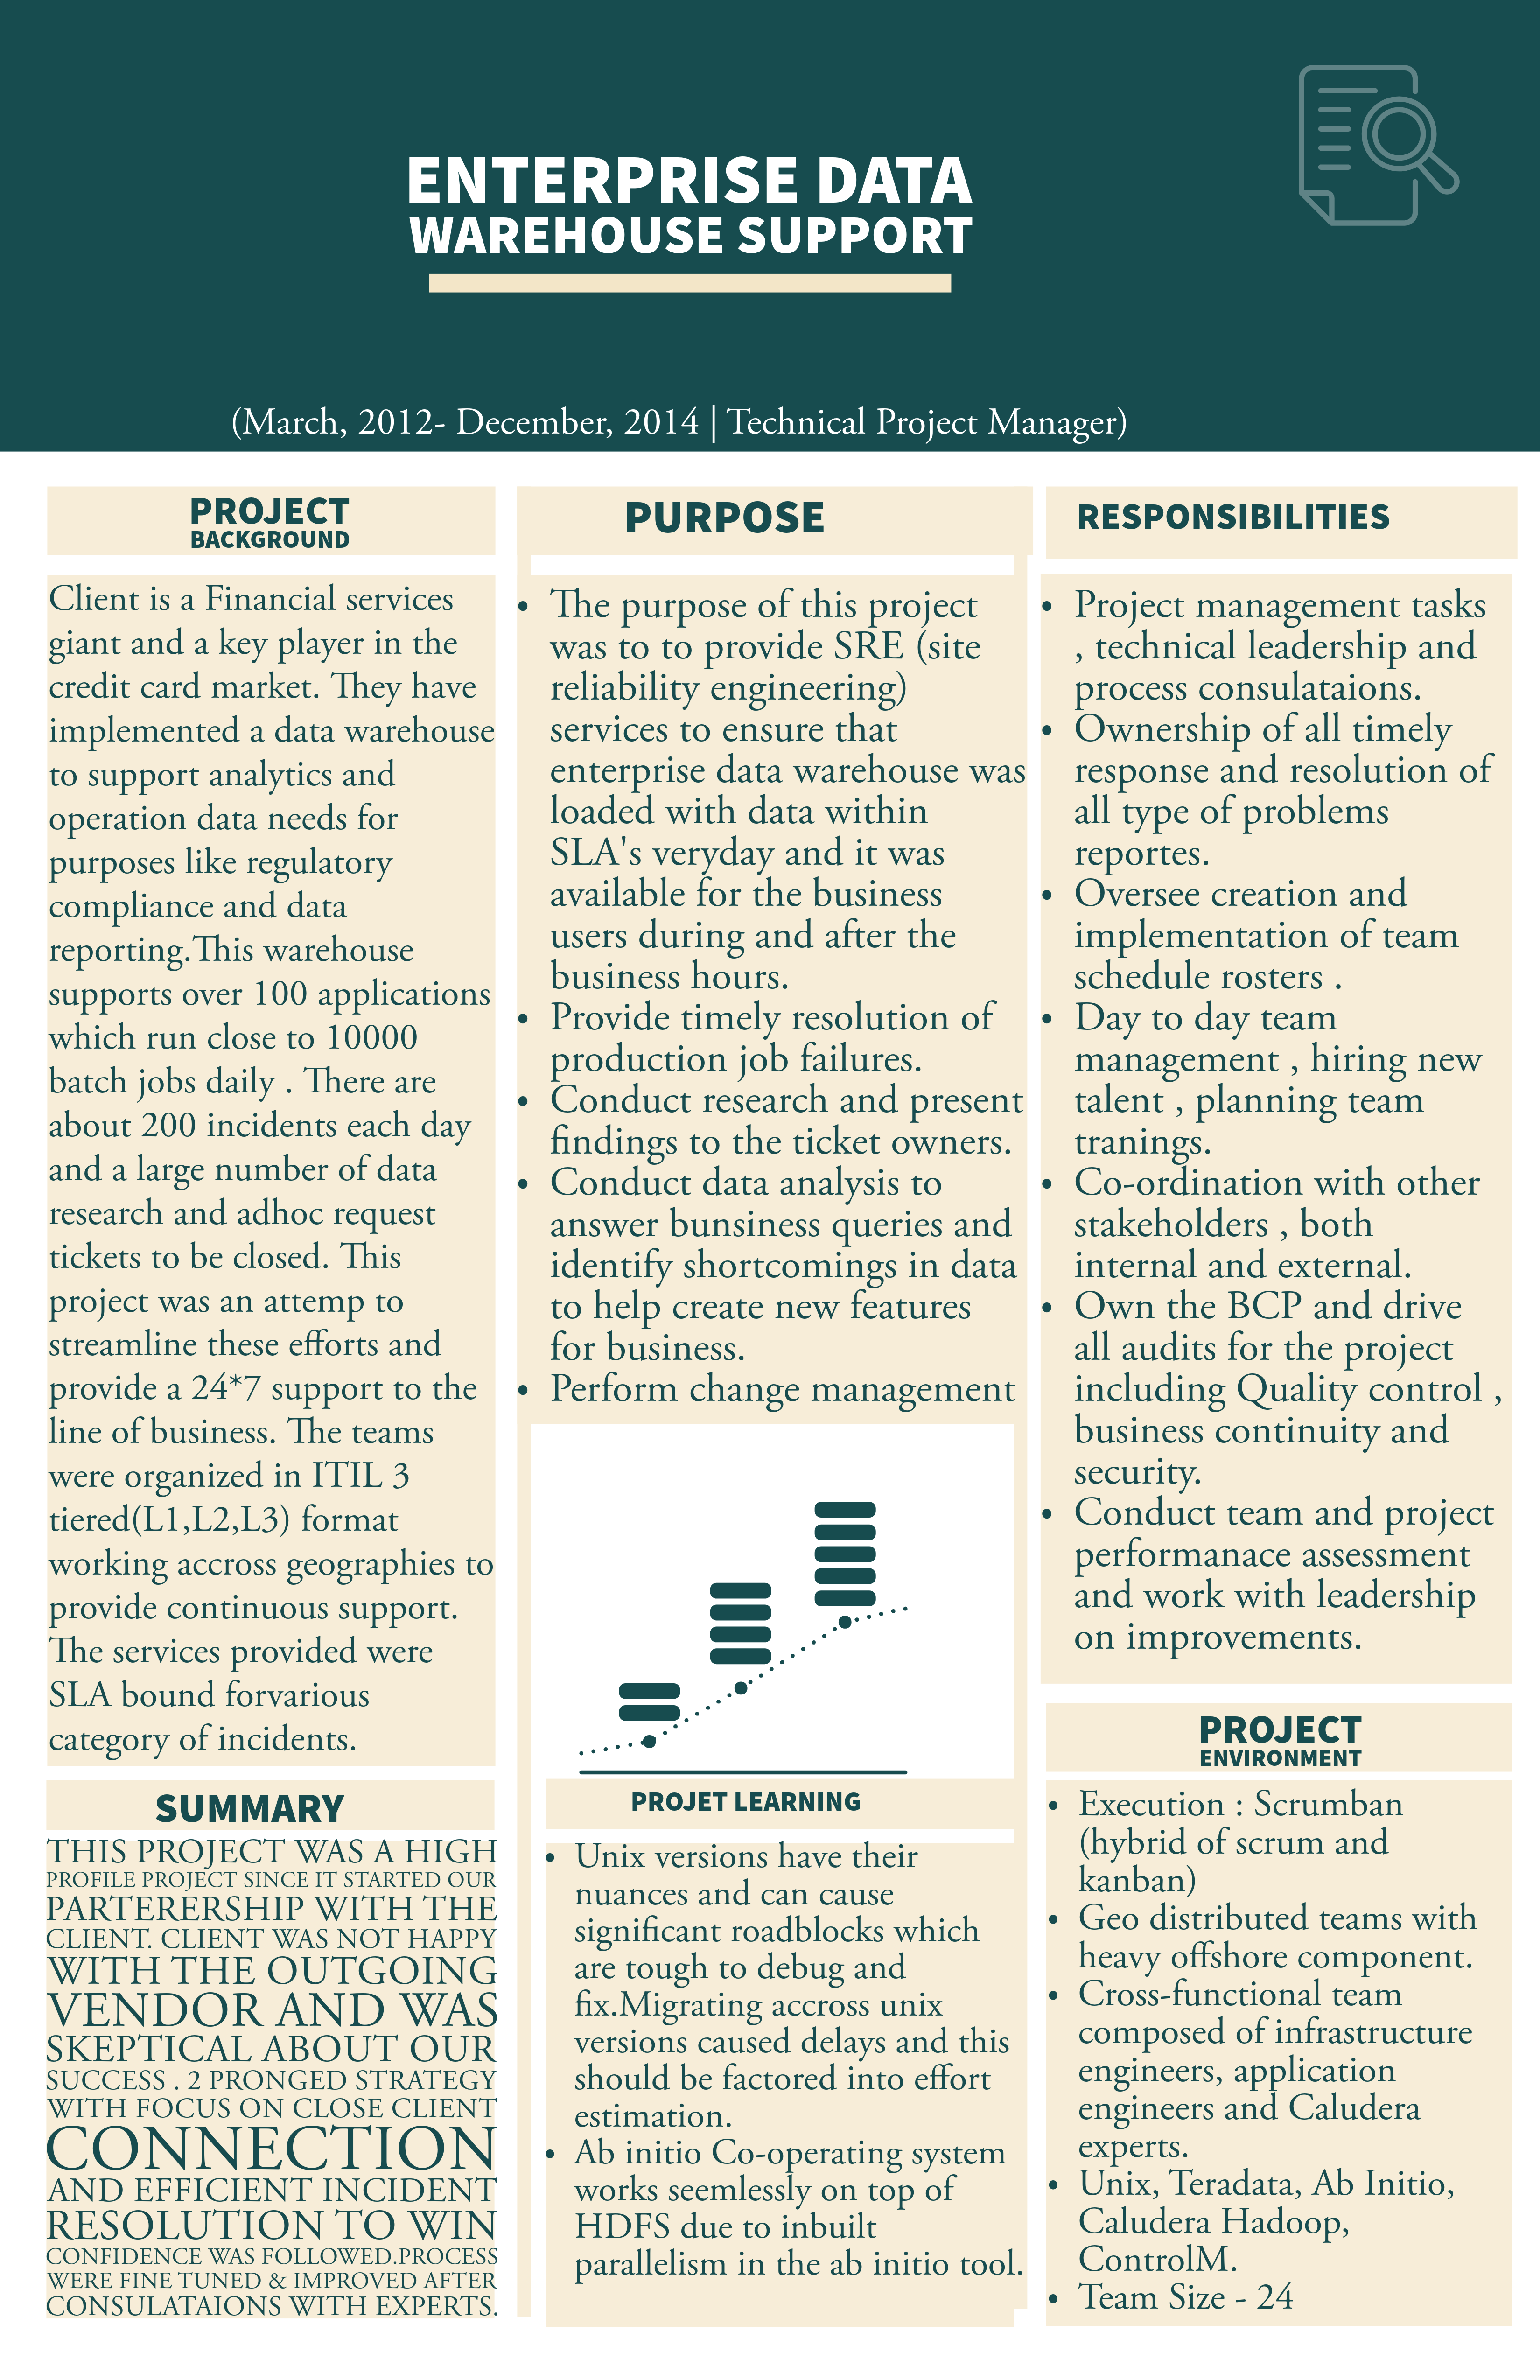 ENTERPRISE DATA
WAREHOUSE SUPPORT
(March, 2012- December, 2014 | Technical Project Manager)
PROJECT
BACKGROUND
Client is a Financial services
giant and a key player in the
credit card market. They have
implemented a data warehouse
to support analytics and
operation data needs for
purposes like regulatory
compliance and data
reporting.This warehouse
supports over 100 applications
which run close to 10000
batch jobs daily . There are
about 200 incidents each day
and a large number of data
research and adhoc request
tickets to be closed. This
project was an attemp to
streamline these efforts and
provide a 24*7 support to the
line of business. The teams
were organized in ITIL 3
tiered(L1,L2,L3) format
working accross geographies to
provide continuous support.
The services provided were
SLA bound forvarious
category of incidents.
SUMMARY
THIS PROJECT WAS A HIGH
PROFILE PROJECT SINCE IT STARTED OUR
PARTERERSHIP WITH THE
CLIENT. CLIENT WAS NOT HAPPY
WITH THE OUTGOING
VENDOR AND WAS
SKEPTICAL ABOUT OUR
SUCCESS . 2 PRONGED STRATEGY
WITH FOCUS ON CLOSE CLIENT
CONNECTION
AND EFFICIENT INCIDENT
RESOLUTION TO WIN
CONFIDENCE WAS FOLLOWED.PROCESS
WERE FINE TUNED & IMPROVED AFTER
CONSULATAIONS WITH EXPERTS.
PURPOSE
• The purpose of this project
was to to provide SRE (site
reliability engineering)
services to ensure that
enterprise data warehouse was
loaded with data within
SLA's veryday and it was
available for the business
users during and after the
business hours.
• Provide timely resolution of
production job failures.
• Conduct research and present
findings to the ticket owners.
• Conduct data analysis to
answer bunsiness queries and
identify shortcomings in data
to help create new features
for business.
• Perform change management
PROJET LEARNING
• Unix versions have their
nuances and can cause
significant roadblocks which
are tough to debug and
fix.Migrating accross unix
versions caused delays and this
should be factored into effort
estimation.
• Ab initio Co-operating system
works seemlessly on top of
HDFS due to inbuilt
parallelism in the ab initio tool.
RESPONSIBILITIES
• Project management tasks
, technical leadership and
process consulataions.
• Ownership of all timely
response and resolution of
all type of problems
reportes.
• Oversee creation and
implementation of team
schedule rosters .
• Day to day team
management , hiring new
talent , planning team
tranings.
• Co-ordination with other
stakeholders , both
internal and external.
• Own the BCP and drive
all audits for the project
including Quality control ,
business continuity and
security.
• Conduct team and project
performanace assessment
and work with leadership
on improvements.
PROJECT
ENVIRONMENT
• Execution : Scrumban
(hybrid of scrum and
kanban)
• Geo distributed teams with
heavy offshore component.
• Cross-functional team
composed of infrastructure
engineers, application
engineers and Caludera
experts.
• Unix, Teradata, Ab Initio,
Caludera Hadoop,
ControlM.
• Team Size - 24